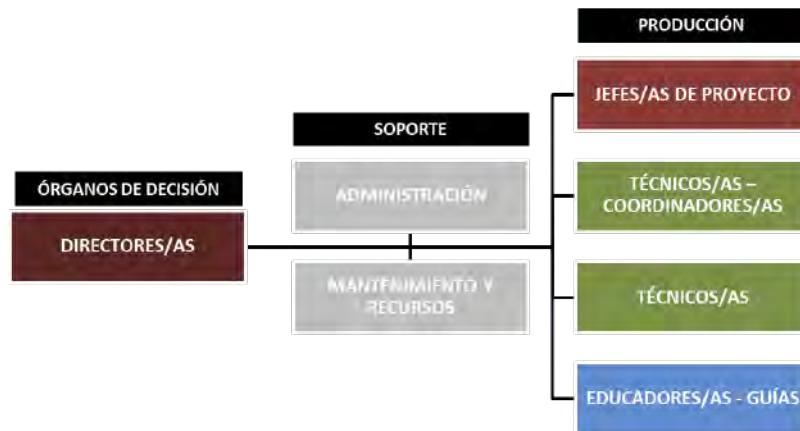 PRODUCCIÓN
JEFES/AS DE PROYECTO
SOPORTE
ADMINISTRACIÓN
TÉCNICOS/AS –
COORDINADORES/AS
ÓRGANOS DE DECISIÓN
DIRECTORES/AS
MANTENIMIENTO Y
RECURSOS
TÉCNICOS/AS
EDUCADORES/AS - GUÍAS